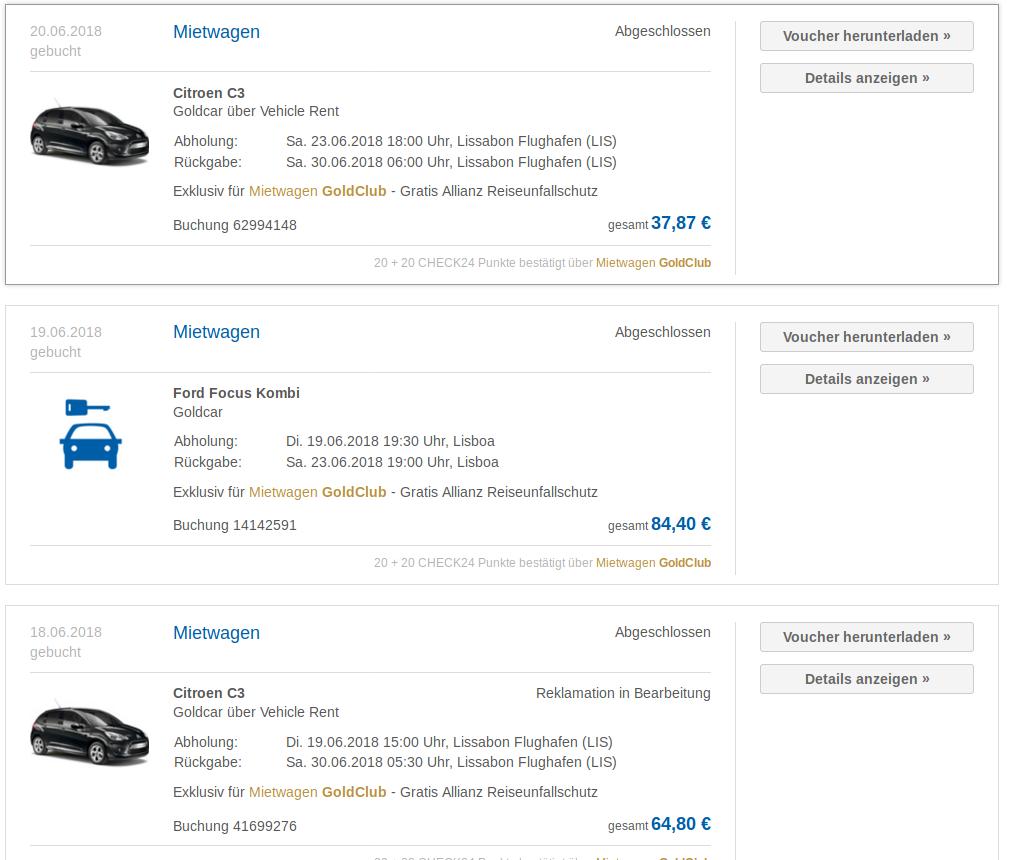 20.06.2018
gebucht
Mietwagen
Abgeschlossen
Voucher herunterladen »
Details anzeigen »
Citroen C3
Goldcar über Vehicle Rent
Abholung: Sa. 23.06.2018 18:00 Uhr, Lissabon Flughafen (LIS)
Rückgabe: Sa. 30.06.2018 06:00 Uhr, Lissabon Flughafen (LIS)
Exklusiv für Mietwagen GoldClub - Gratis Allianz Reiseunfallschutz
Buchung 62994148 gesamt 37,87 €
20 + 20 CHECK24 Punkte bestätigt über Mietwagen GoldClub
19.06.2018
gebucht
Mietwagen
Abgeschlossen
Voucher herunterladen »
Details anzeigen »
Ford Focus Kombi
Goldcar
Abholung: Di. 19.06.2018 19:30 Uhr, Lisboa
Rückgabe: Sa. 23.06.2018 19:00 Uhr, Lisboa
Exklusiv für Mietwagen GoldClub - Gratis Allianz Reiseunfallschutz
Buchung 14142591 gesamt 84,40 €
20 + 20 CHECK24 Punkte bestätigt über Mietwagen GoldClub
18.06.2018
gebucht
Mietwagen
Abgeschlossen
Voucher herunterladen »
Details anzeigen »
Citroen C3 Reklamation in Bearbeitung
Goldcar über Vehicle Rent
Abholung: Di. 19.06.2018 15:00 Uhr, Lissabon Flughafen (LIS)
Rückgabe: Sa. 30.06.2018 05:30 Uhr, Lissabon Flughafen (LIS)
Exklusiv für Mietwagen GoldClub - Gratis Allianz Reiseunfallschutz
Buchung 41699276 gesamt 64,80 €